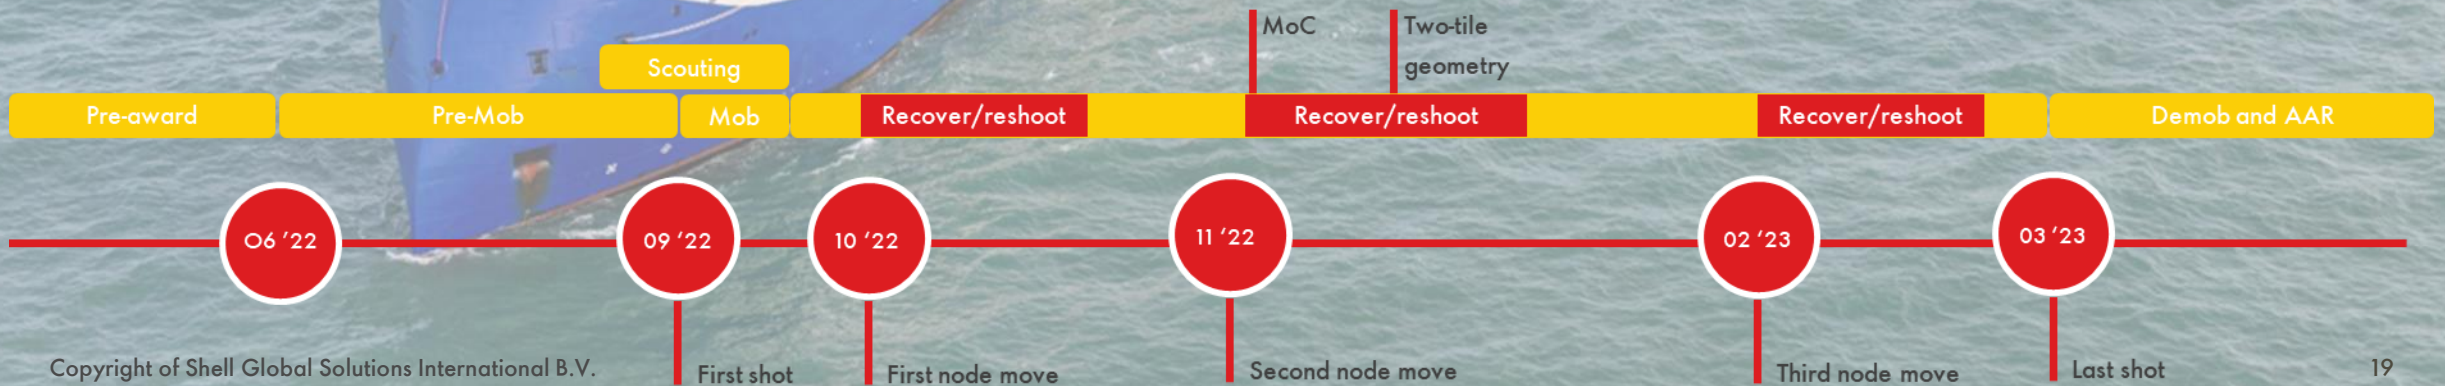 MoC
Two-tile
geometry
Scouting
Pre-award
Pre-Mob
Mob
Recover/reshoot
Recover/reshoot
Recover/reshoot
Demob and AAR
06 ‘22
09 ‘22
10 ‘22
11 ‘22
02 ‘23
03 ‘23
First shot
First node move
Second node move
Third node move
Last shot
Copyright of Shell Global Solutions International B.V.
19